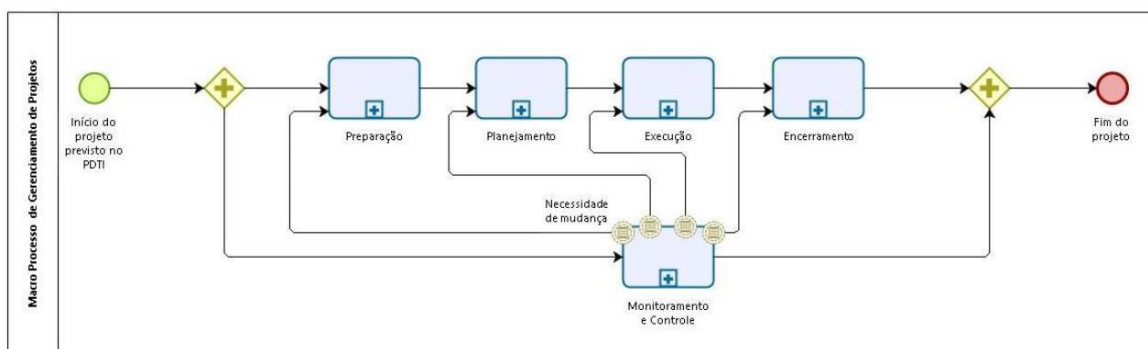 Macro Processo de Gerenciamento de Projetos
Início do
projeto
previsto no
PDTI
Preparação
Planejamento
Execução
Encerramento
Fim do
projeto
Necessidade
de mudança
Monitoramento
e Controle